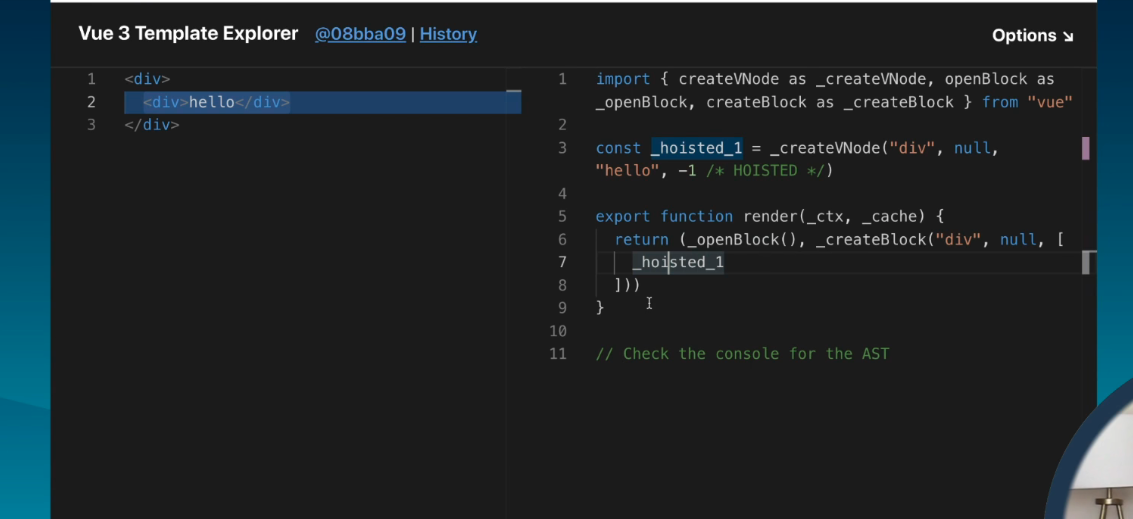 Vue 3 Template Explorer @08bba09 | History Options ↘
1 <div>
2 <div>hello</div>
3 </div>
1 import { createVNode as _createVNode, openBlock as
_openBlock, createBlock as _createBlock } from "vue"
2
3 const _hoisted_1 = _createVNode("div", null,
"hello", -1 /* HOISTED */)
4
5 export function render(_ctx, _cache) {
6 return (_openBlock(), _createBlock("div", null, [
7 _hoisted_1
8 ]))
9 }
10
11 // Check the console for the AST